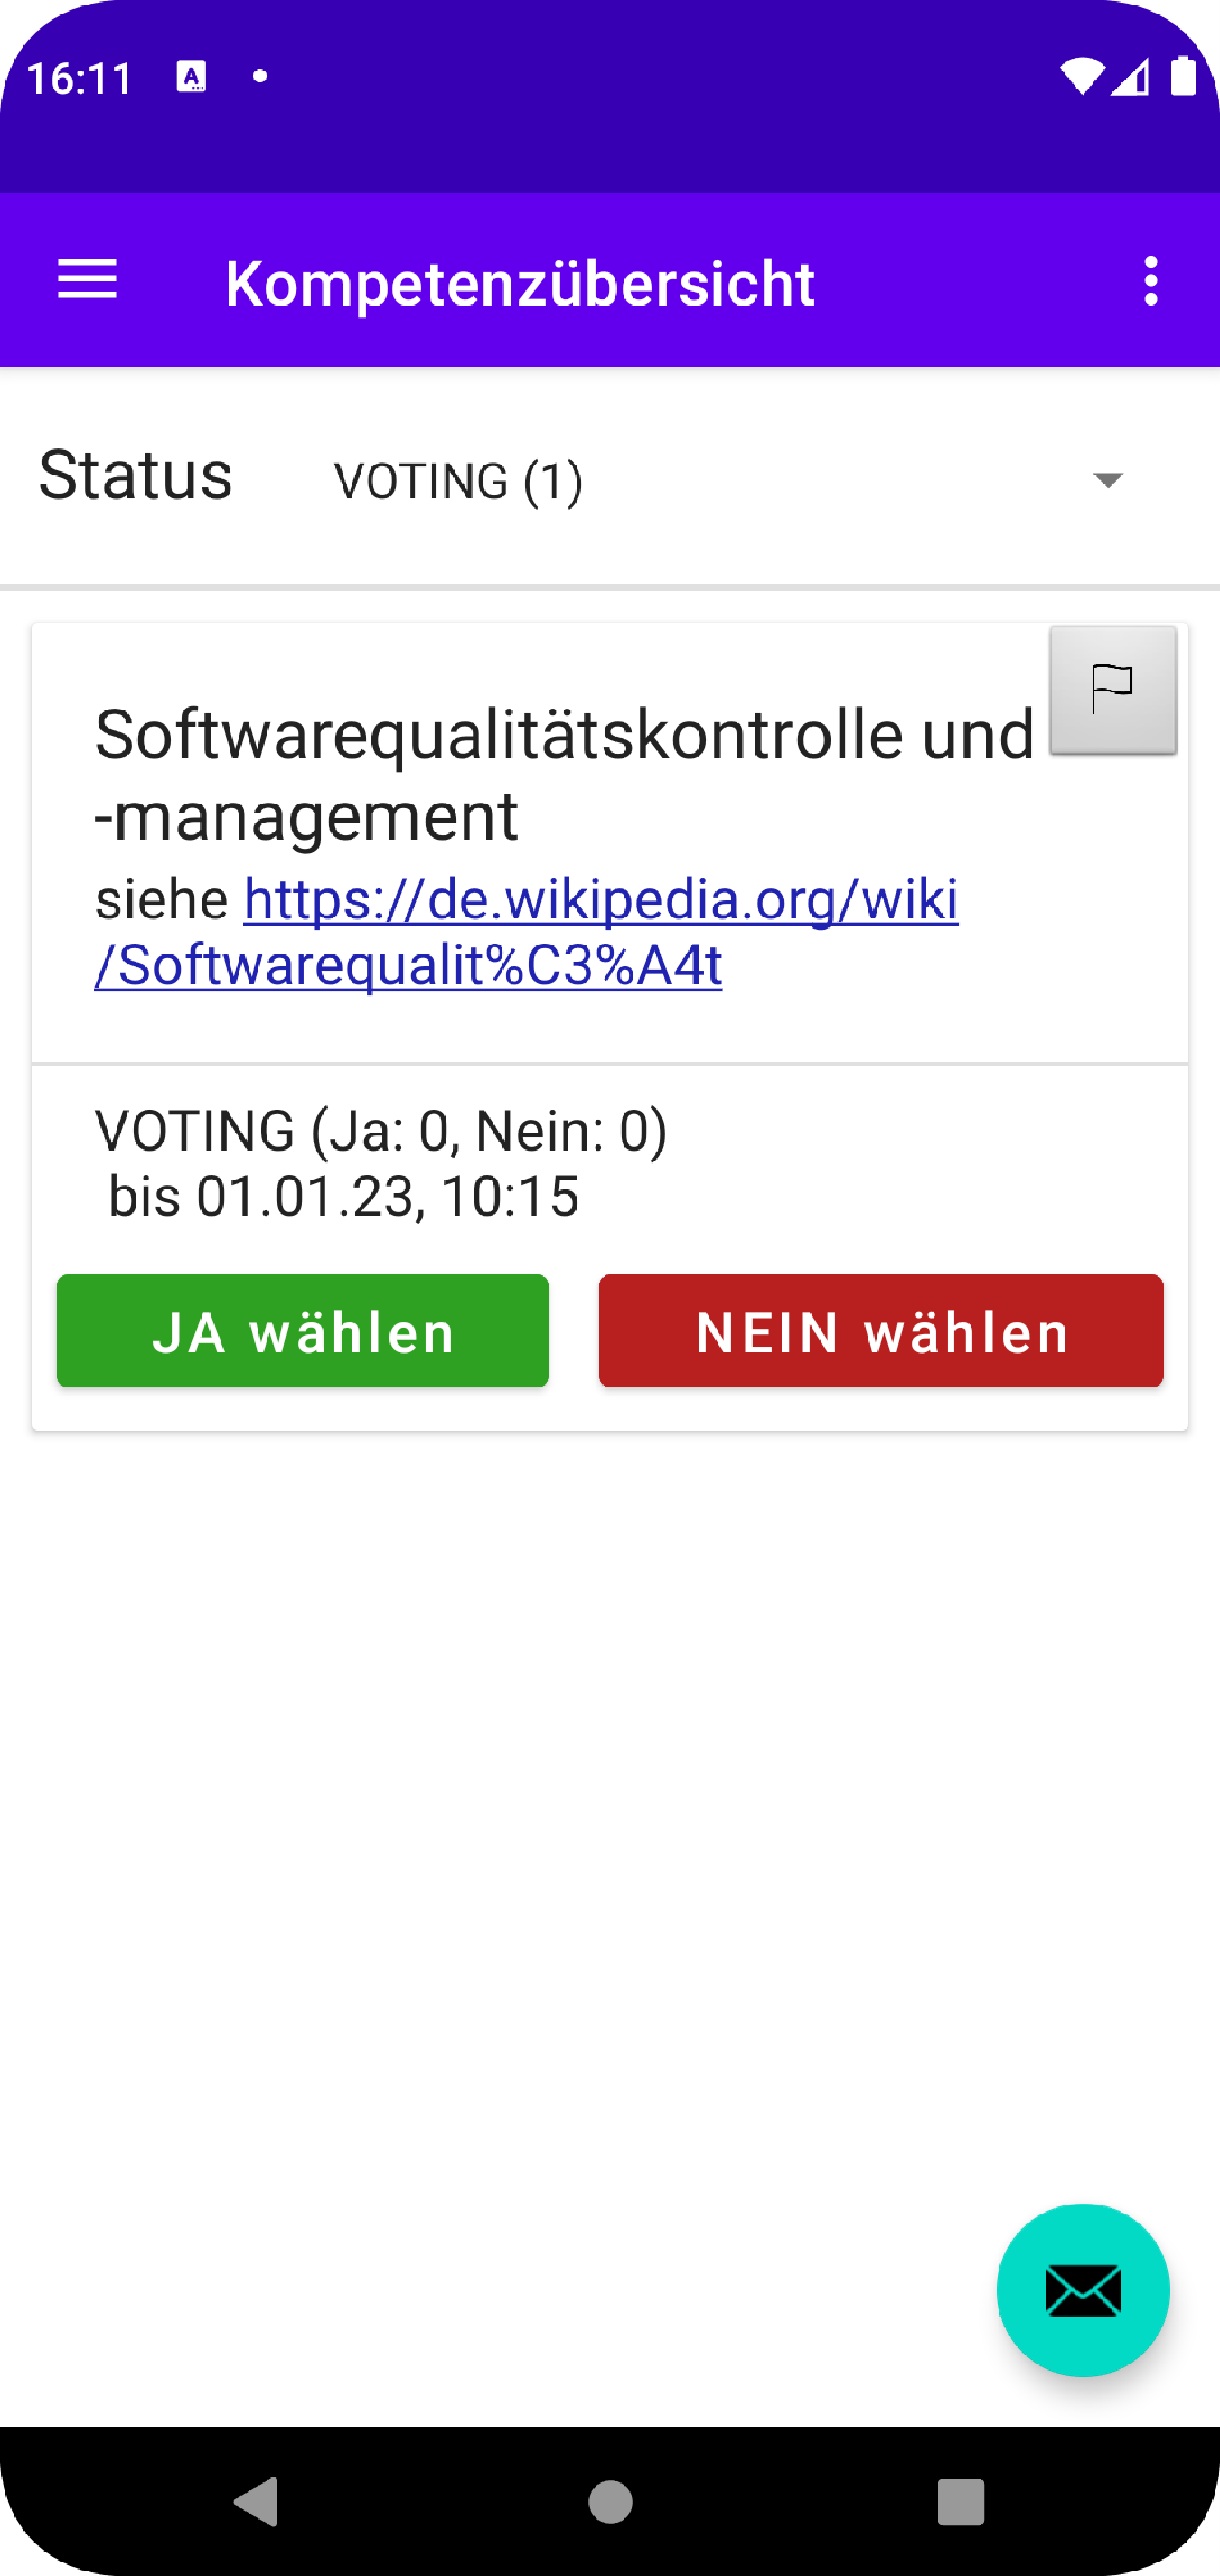 16:11
Kompetenzübersicht
Status VOTING (1)
Softwarequalitätskontrolle und
-management
siehe https://de.wikipedia.org/wiki
/Softwarequalit%C3%A4t
VOTING (Ja: 0, Nein: 0)
bis 01.01.23, 10:15
JA wählen NEIN wählen